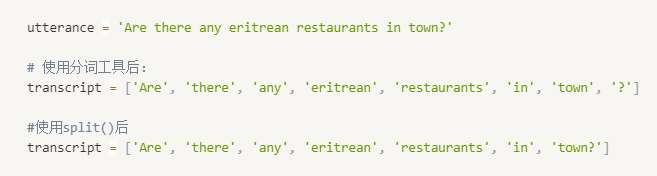 utterance = 'Are there any eritrean restaurants in town?'
# 使用分词工具后:
transcript = ['Are', 'there', 'any', 'eritrean', 'restaurants', 'in', 'town', '?']
#使用split()后
transcript = ['Are', 'there', 'any', 'eritrean', 'restaurants', 'in', 'town?']